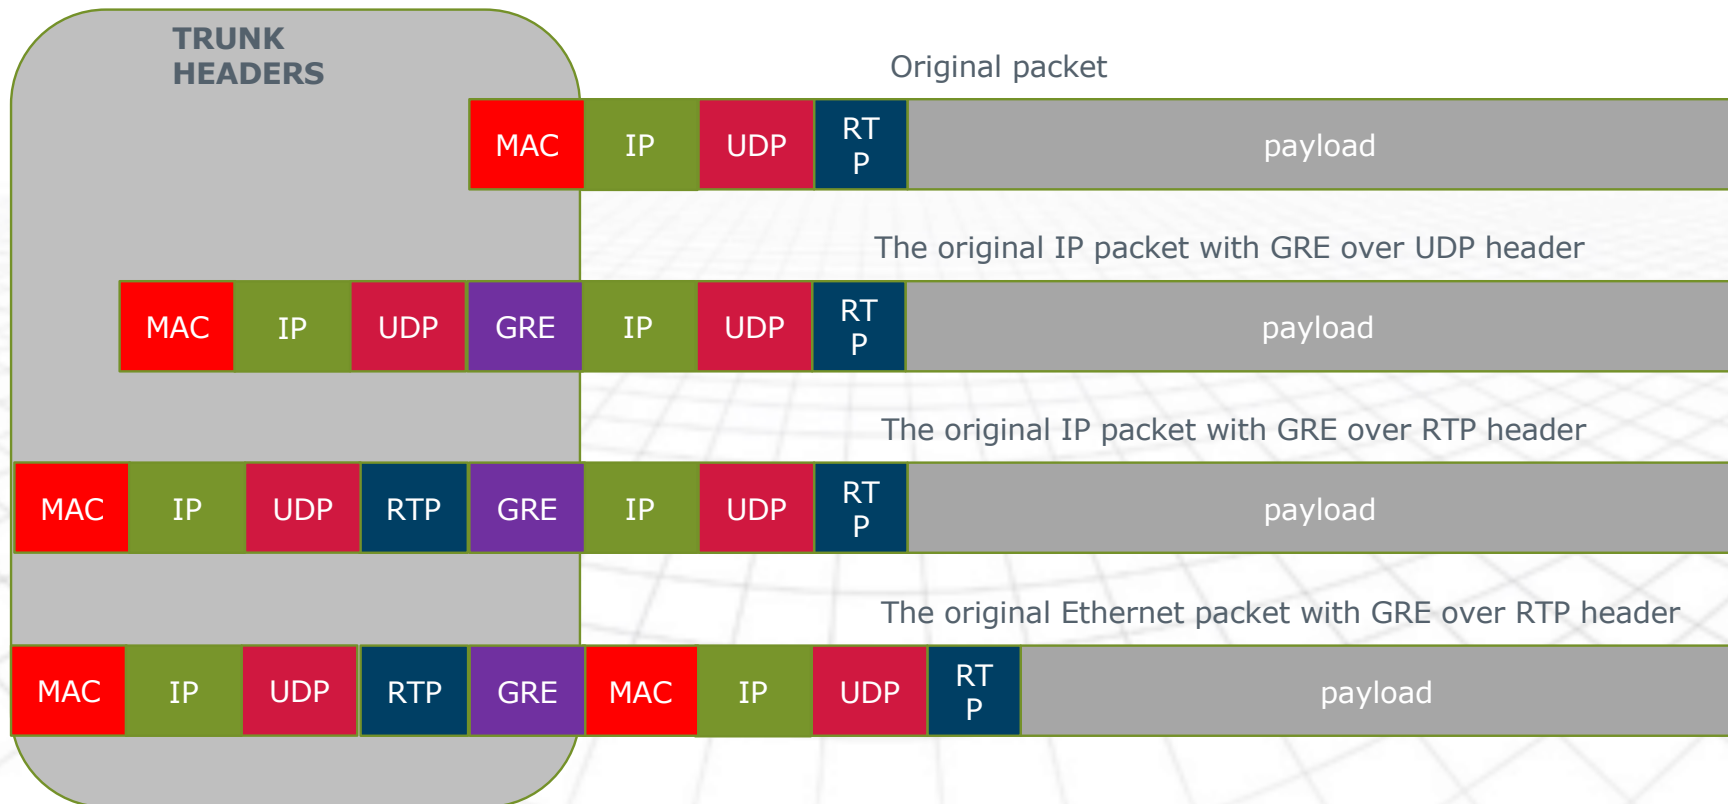 TRUNK
HEADERS
Original packet
MAC IP UDP RT
P payload
The original IP packet with GRE over UDP header
MAC IP UDP GRE IP UDP RT
P payload
The original IP packet with GRE over RTP header
MAC IP UDP RTP GRE IP UDP RT
P payload
The original Ethernet packet with GRE over RTP header
MAC IP UDP RTP GRE MAC IP UDP RT
P payload